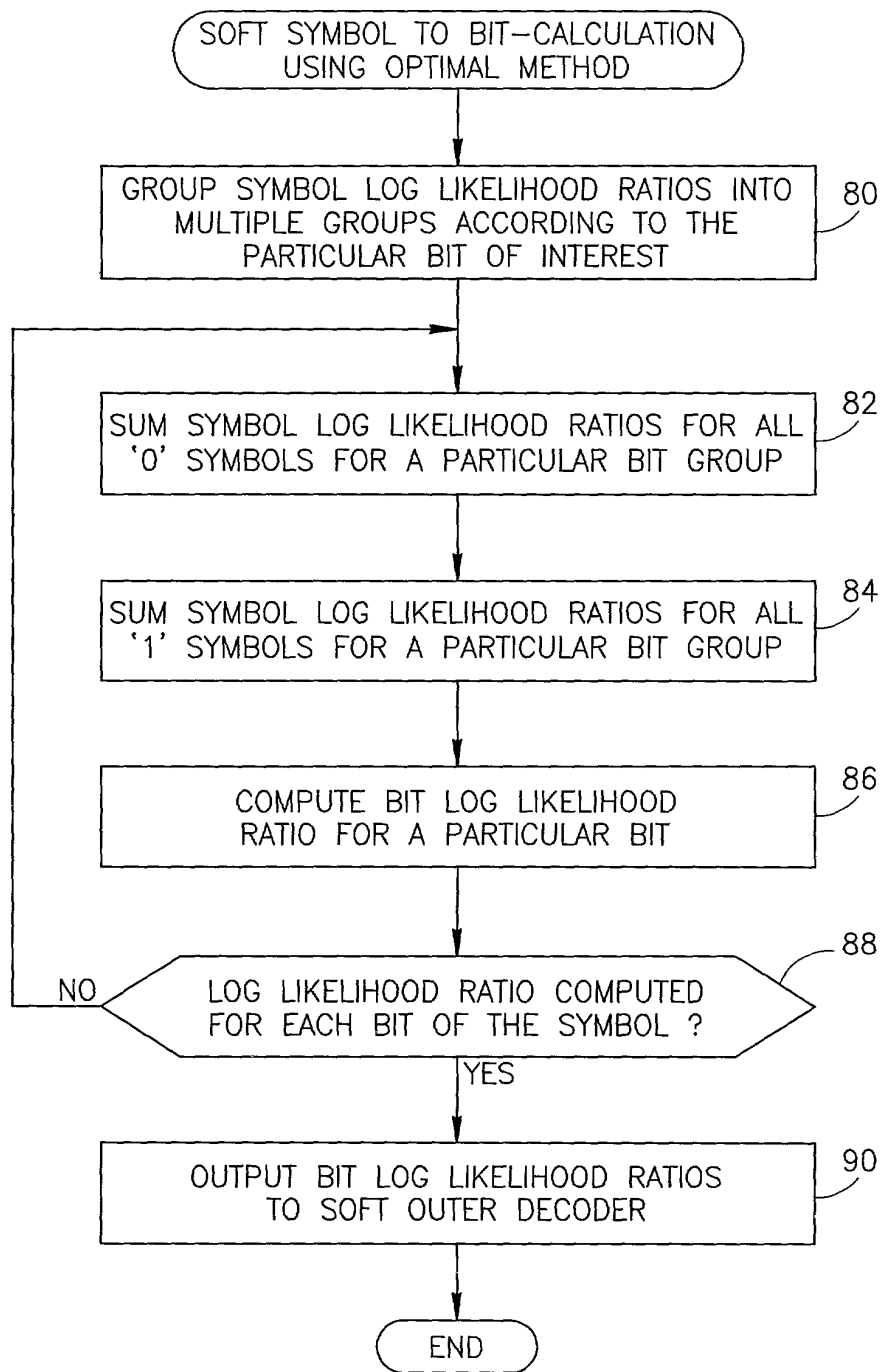 SOFT SYMBOL TO BIT-CALCULATION
USING OPTIMAL METHOD
GROUP SYMBOL LOG LIKELIHOOD RATIOS INTO
MULTIPLE GROUPS ACCORDING TO THE
PARTICULAR BIT OF INTEREST
80
SUM SYMBOL LOG LIKELIHOOD RATIOS FOR ALL
'0' SYMBOLS FOR A PARTICULAR BIT GROUP
82
SUM SYMBOL LOG LIKELIHOOD RATIOS FOR ALL
'1' SYMBOLS FOR A PARTICULAR BIT GROUP
84
COMPUTE BIT LOG LIKELIHOOD
RATIO FOR A PARTICULAR BIT
86
NO
LOG LIKELIHOOD RATIO COMPUTED
FOR EACH BIT OF THE SYMBOL ?
88
YES
OUTPUT BIT LOG LIKELIHOOD RATIOS
TO SOFT OUTER DECODER
90
END